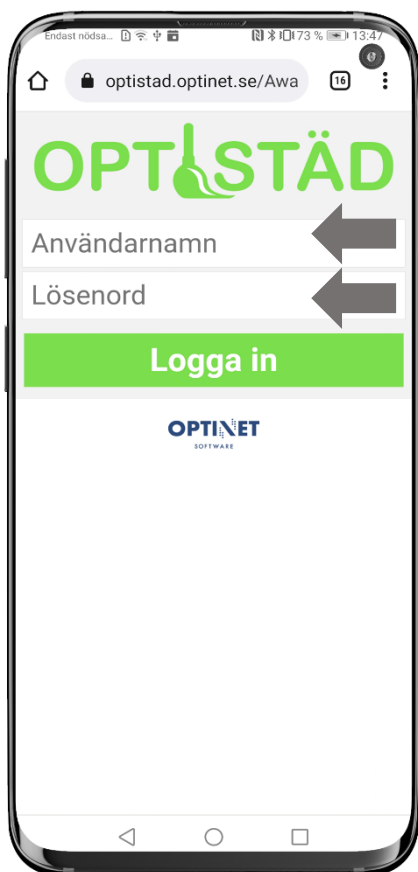 Endast nödsa... 73 % 13:47
optistad.optinet.se/Awa 16
OPTISTÄD
Användarnamn
Lösenord
Logga in
OPTINET
SOFTWARE